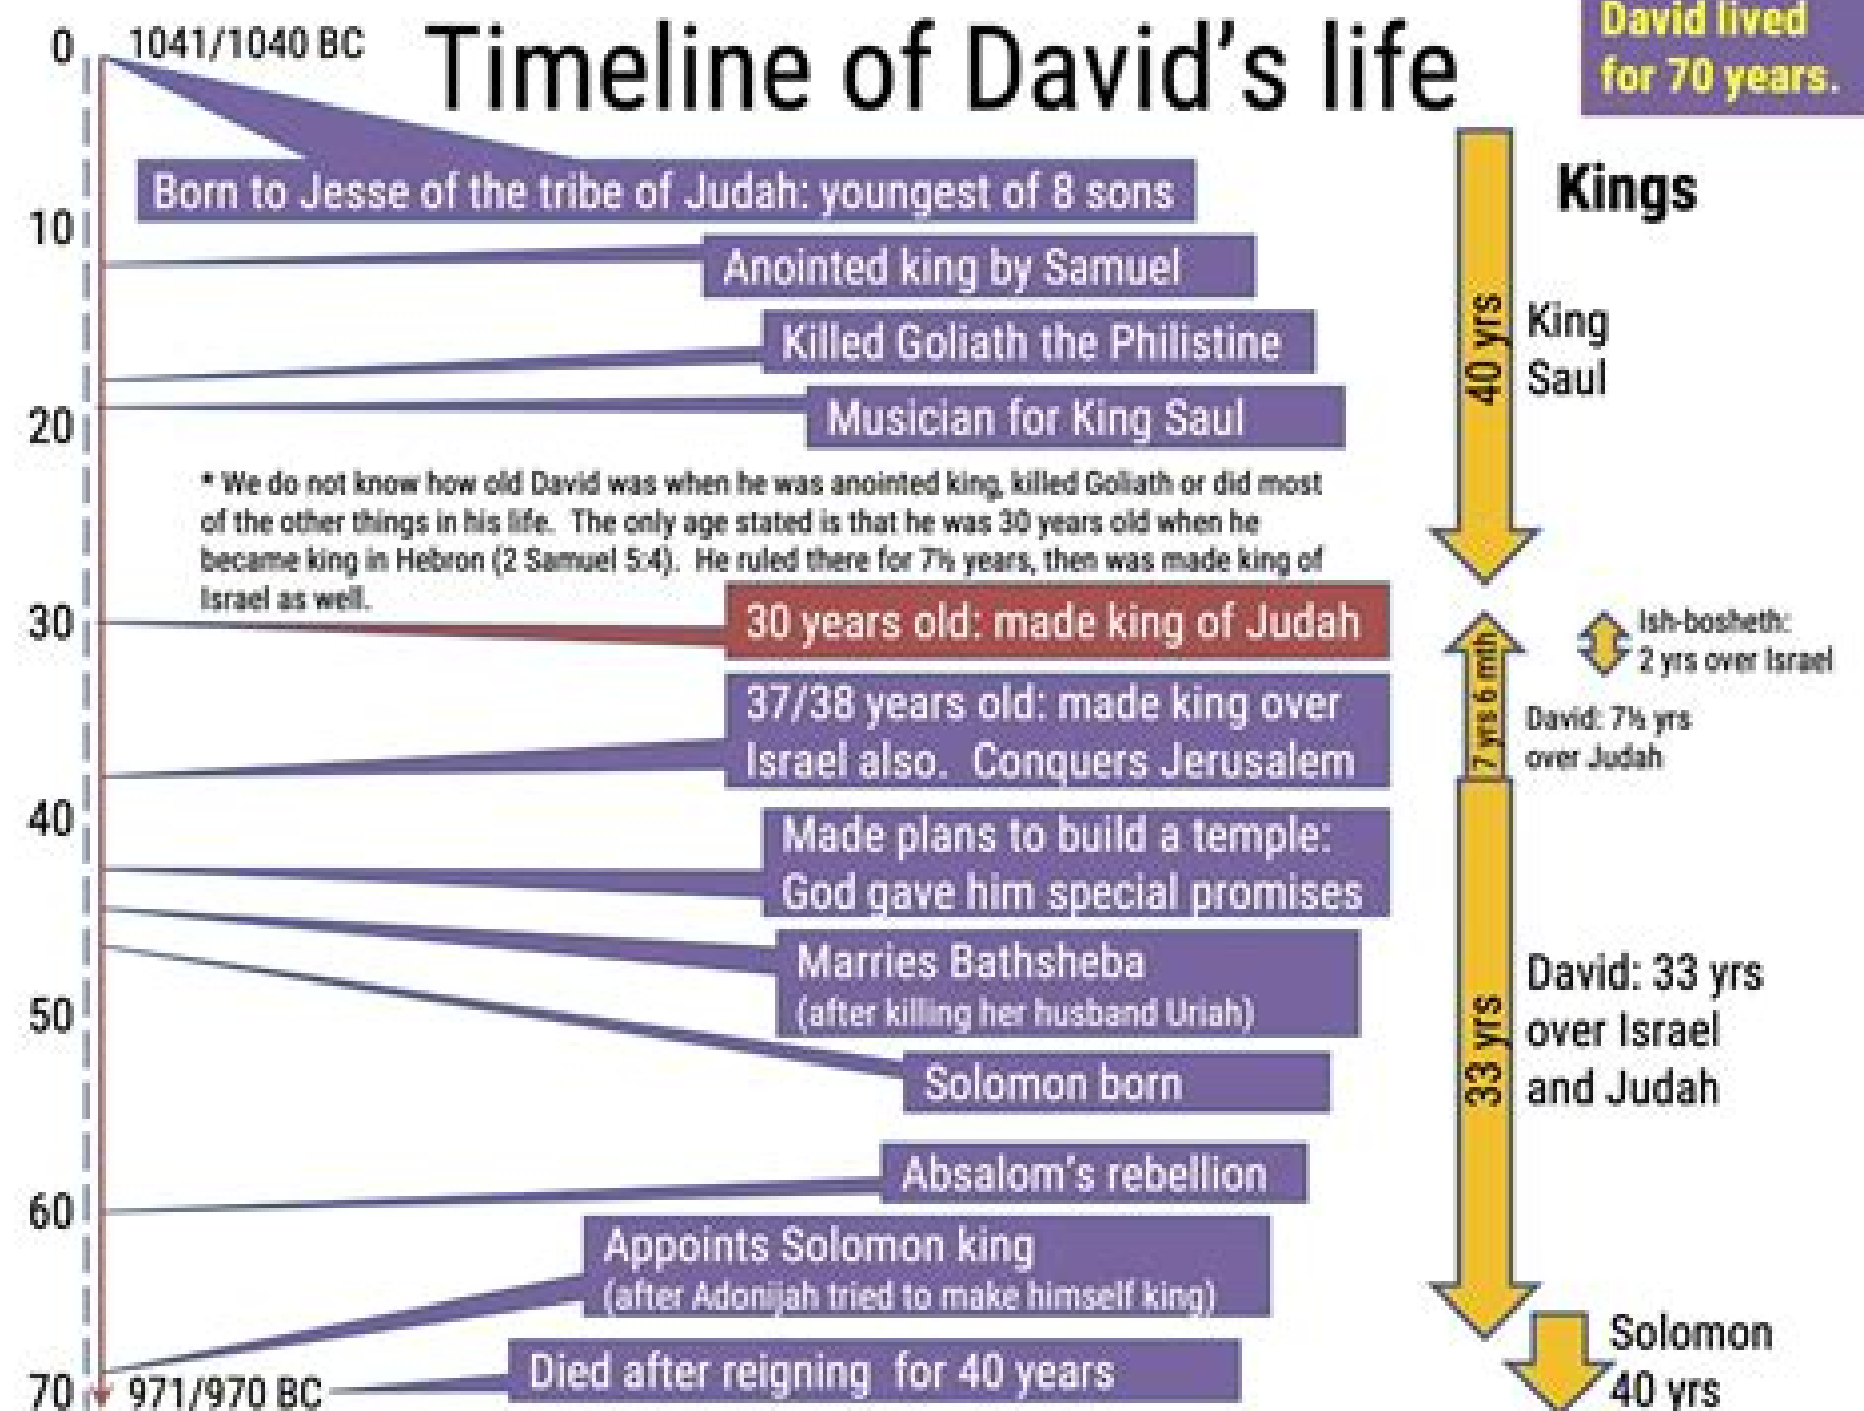 Timeline of David's life
David lived
for 70 years.
0
1041/1040 BC
Born to Jesse of the tribe of Judah: youngest of 8 sons
10
Anointed king by Samuel
Killed Goliath the Philistine
Musician for King Saul
20
* We do not know how old David was when he was anointed king, killed Goliath or did most
of the other things in his life. The only age stated is that he was 30 years old when he
became king in Hebron (2 Samuel 5:4). He ruled there for 7½ years, then was made king of
Israel as well.
30
30 years old: made king of Judah
37/38 years old: made king over
Israel also. Conquers Jerusalem
40
Made plans to build a temple:
God gave him special promises
Marries Bathsheba
(after killing her husband Uriah)
50
Solomon born
Absalom's rebellion
60
Appoints Solomon king
(after Adonijah tried to make himself king)
Died after reigning for 40 years
70
971/970 BC
Kings
40 yrs
King
Saul
Ish-bosheth:
2 yrs over Israel
7 yrs 6 mth
David: 7½ yrs
over Judah
33 yrs
David: 33 yrs
over Israel
and Judah
Solomon
40 yrs